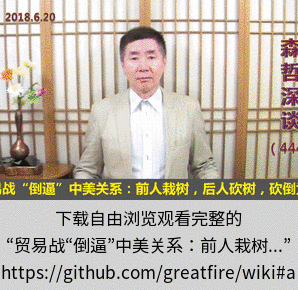 2018.6.20
森哲深谈
(444
易战“倒逼”中美关系：前人栽树，后人砍树，砍倒
下载自由浏览观看完整的
“贸易战“倒逼”中美关系：前人栽树...”
https://github.com/greatfire/wiki#a